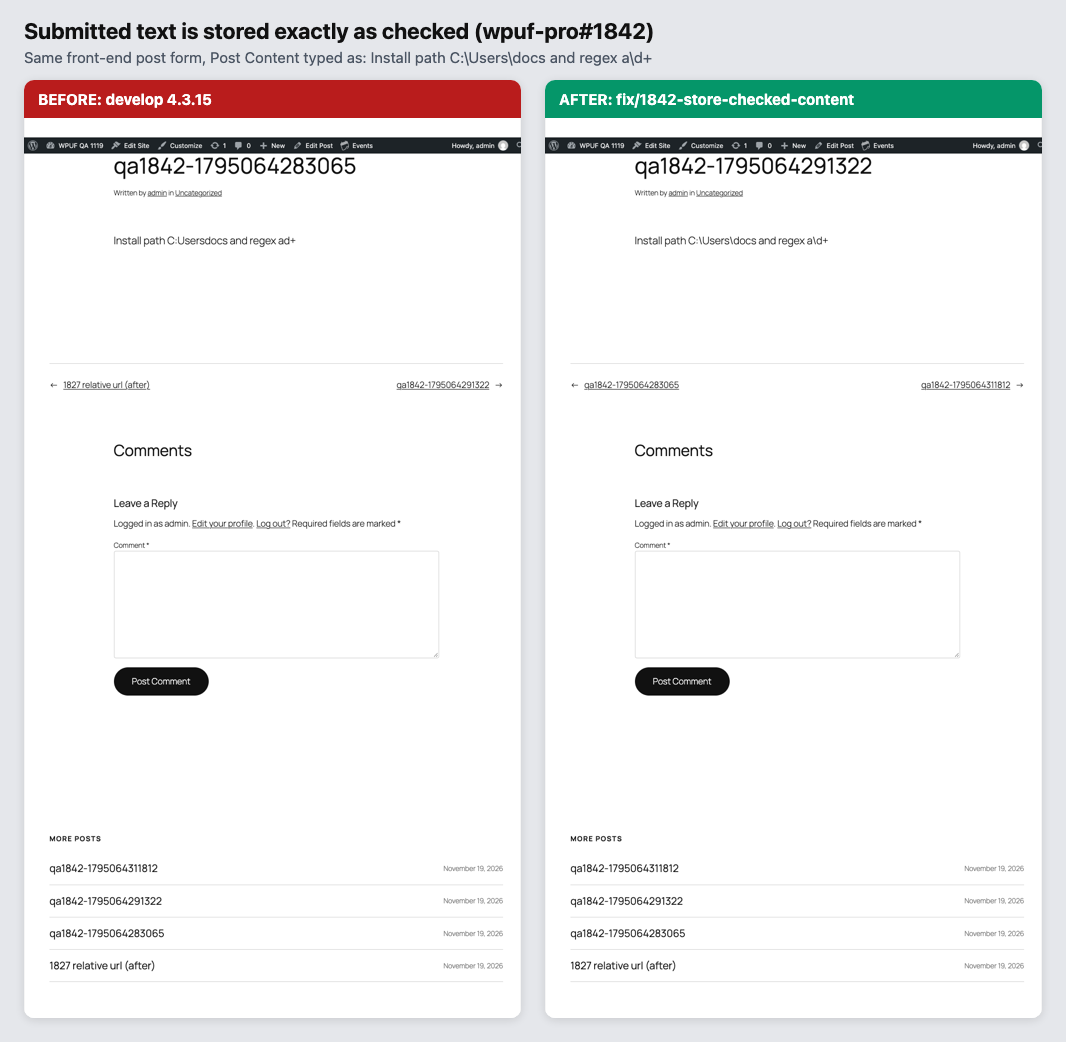 Submitted text is stored exactly as checked (wpuf-pro#1842)
Same front-end post form, Post Content typed as: Install path C:\Users\docs and regex a\d+
BEFORE: develop 4.3.15
WPUF QA 1119 Edit Site Customize 1 0 New Edit Post Events Howdy, admin
qa1842-1795064283065
Written by admin in Uncategorized
Install path C:Usersdocs and regex ad+
← 1827 relative url (after) qa1842-1795064291322 →
Comments
Leave a Reply
Logged in as admin. Edit your profile. Log out? Required fields are marked *
Comment *
Post Comment
MORE POSTS
qa1842-1795064311812 November 19, 2026
qa1842-1795064291322 November 19, 2026
qa1842-1795064283065 November 19, 2026
1827 relative url (after) November 19, 2026
AFTER: fix/1842-store-checked-content
WPUF QA 1119 Edit Site Customize 1 0 New Edit Post Events Howdy, admin
qa1842-1795064291322
Written by admin in Uncategorized
Install path C:\Users\docs and regex a\d+
← qa1842-1795064283065 qa1842-1795064311812 →
Comments
Leave a Reply
Logged in as admin. Edit your profile. Log out? Required fields are marked *
Comment *
Post Comment
MORE POSTS
qa1842-1795064311812 November 19, 2026
qa1842-1795064291322 November 19, 2026
qa1842-1795064283065 November 19, 2026
1827 relative url (after) November 19, 2026